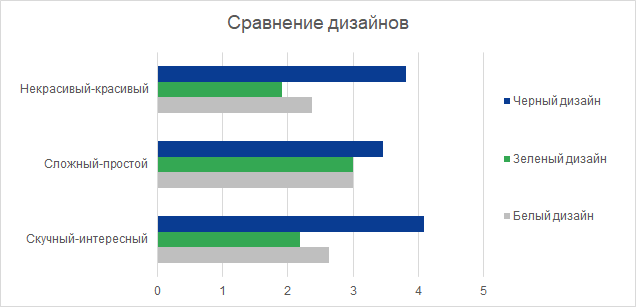 Сравнение дизайнов
Некрасивый-красивый
Сложный-простой
Скучный-интересный
0 1 2 3 4 5
Черный дизайн
Зеленый дизайн
Белый дизайн